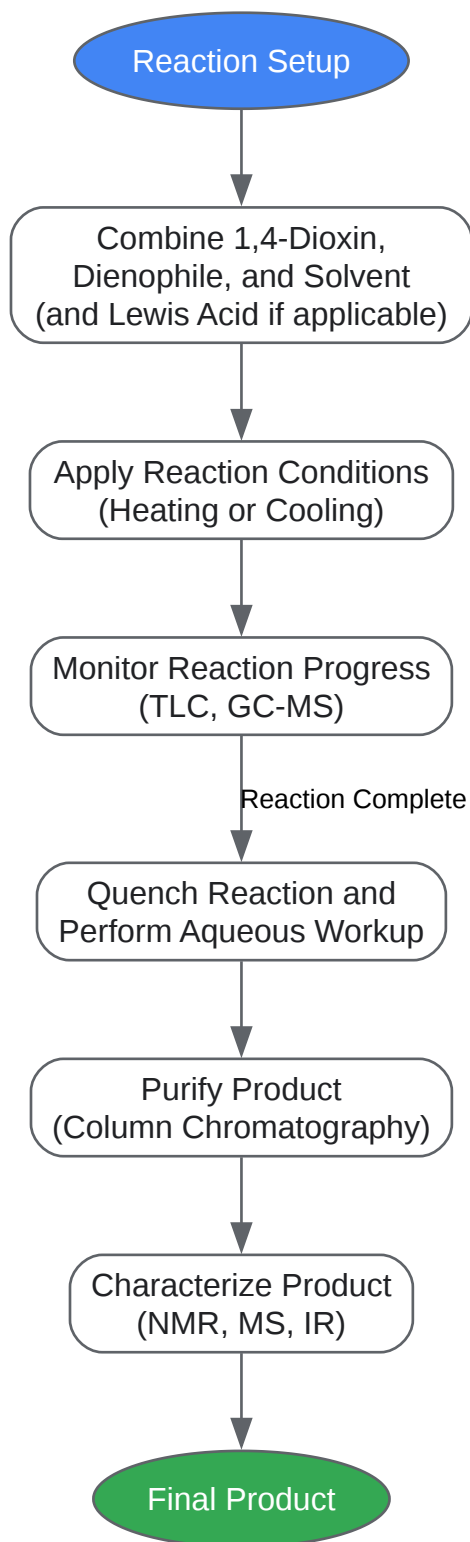 Reaction Setup
Combine 1,4-Dioxin,
Dienophile, and Solvent
(and Lewis Acid if applicable)
Apply Reaction Conditions
(Heating or Cooling)
Monitor Reaction Progress
(TLC, GC-MS)
Reaction Complete
Quench Reaction and
Perform Aqueous Workup
Purify Product
(Column Chromatography)
Characterize Product
(NMR, MS, IR)
Final Product